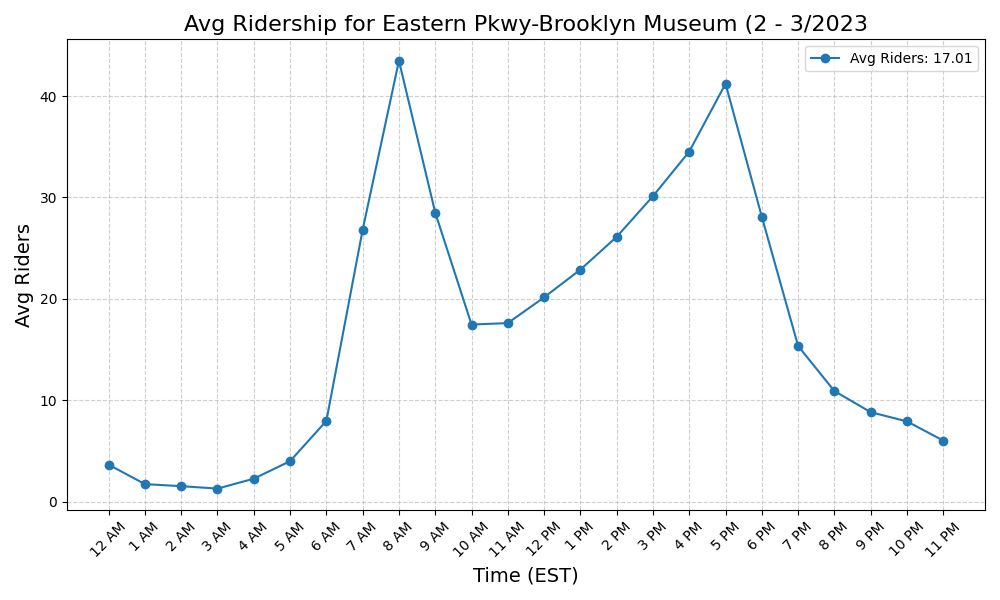 Avg Ridership for Eastern Pkwy-Brooklyn Museum (2 - 3/2023
Avg Riders: 17.01
Avg Riders
40
30
20
10
0
12 AM
1 AM
2 AM
3 AM
4 AM
5 AM
6 AM
7 AM
8 AM
9 AM
10 AM
11 AM
12 PM
1 PM
2 PM
3 PM
4 PM
5 PM
6 PM
7 PM
8 PM
9 PM
10 PM
11 PM
Time (EST)